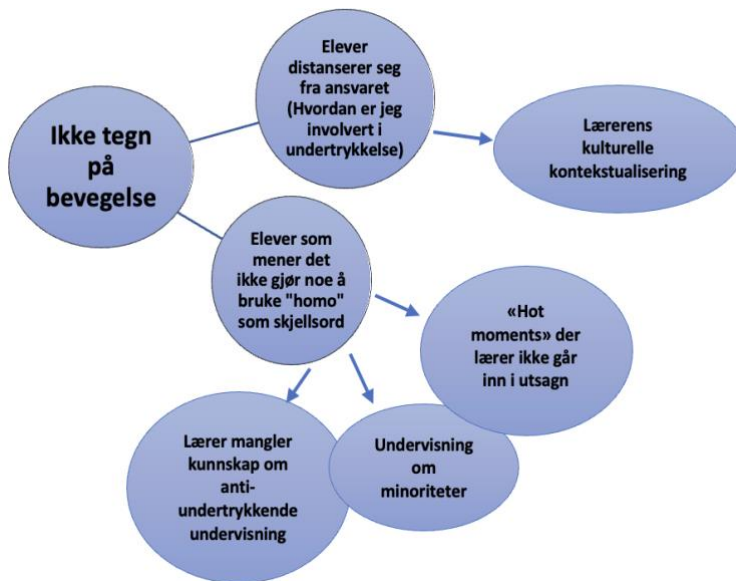 Ikke tegn
på
bevegelse
Elever
distanserer seg
fra ansvaret
(Hvordan er jeg
involvert i
undertrykkelse)
Lærerens
kulturelle
kontekstualisering
Elever som
mener det
ikke gjør noe å
bruke "homo"
som skjellsord
«Hot
moments» der
lærer ikke går
inn i utsagn
Lærer mangler
kunnskap om
anti-
undertrykkende
undervisning
Undervisning
om
minoriteter